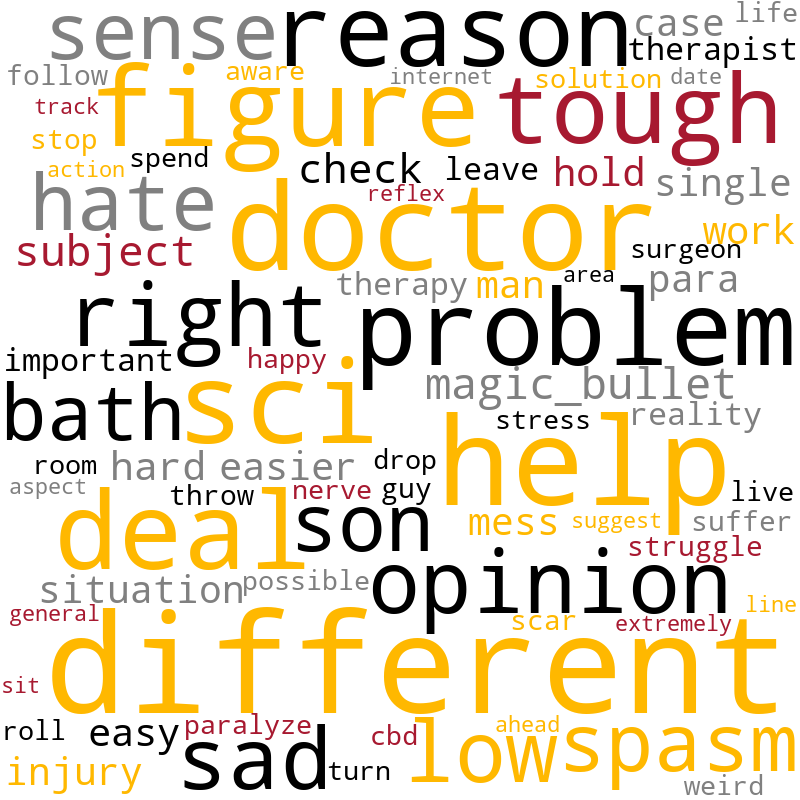 sense reason case life
therapist
follow figure aware internet solution date
track tough
stop spend check leave hold single
action reflex
hate doctor work
subject surgeon
therapy man area para
right problem
important happy
bath sci magic_bullet
stress reality
room hard easier drop help
aspect throw nerve guy live
deal son mess suggest suffer
struggle
situation possible opinion
general different scar extremely line
sit
roll easy paralyze sad cbd low ahead spasm
injury turn weird